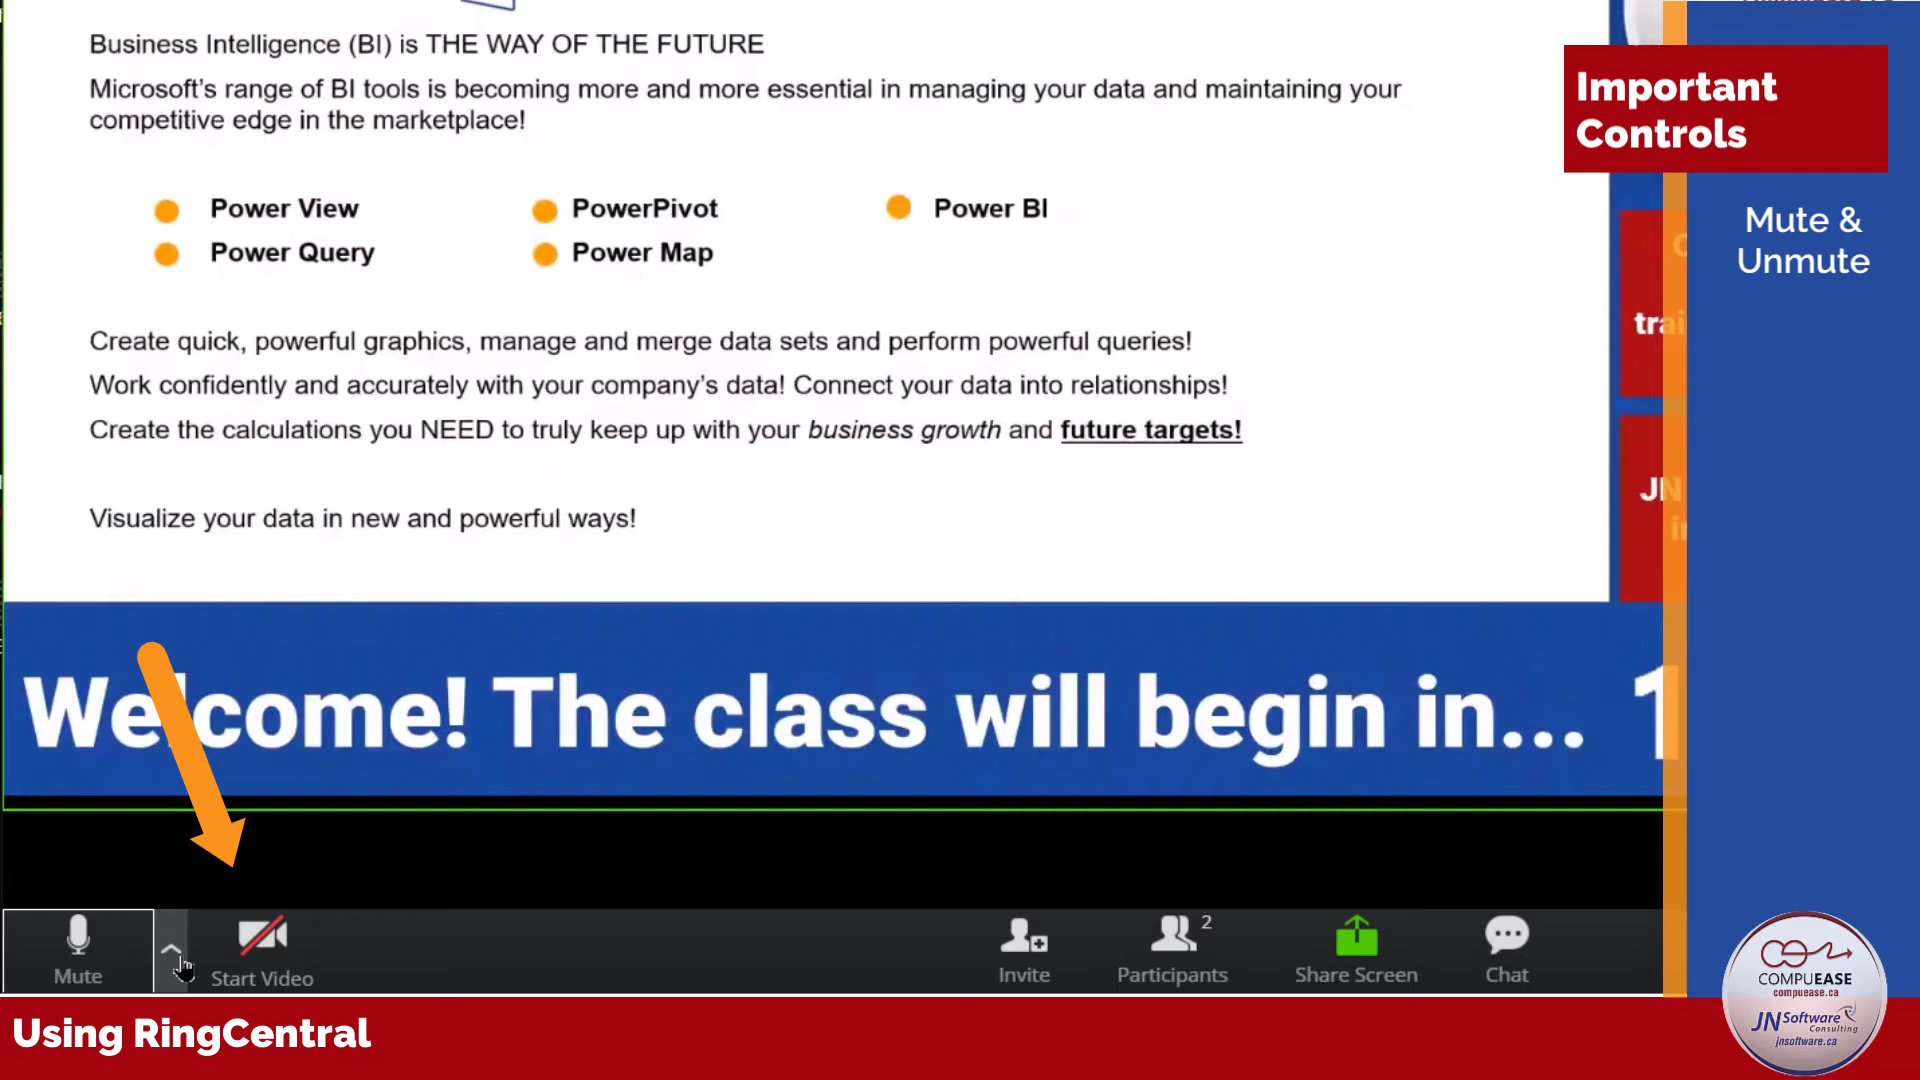 Business Intelligence (BI) is THE WAY OF THE FUTURE
Microsoft's range of BI tools is becoming more and more essential in managing your data and maintaining your
competitive edge in the marketplace!
Power View
PowerPivot
Power BI
Power Query
Power Map
Create quick, powerful graphics, manage and merge data sets and perform powerful queries!
Work confidently and accurately with your company's data! Connect your data into relationships!
Create the calculations you NEED to truly keep up with your business growth and future targets!
Visualize your data in new and powerful ways!
Welcome! The class will begin in... 1
Important
Controls
Mute &
Unmute
JN
Mute
Start Video
Invite
Participants
2
Share Screen
Chat
Using RingCentral
COMPUEASE
compuease.ca
JN Software
Consulting
jnsoftware.ca